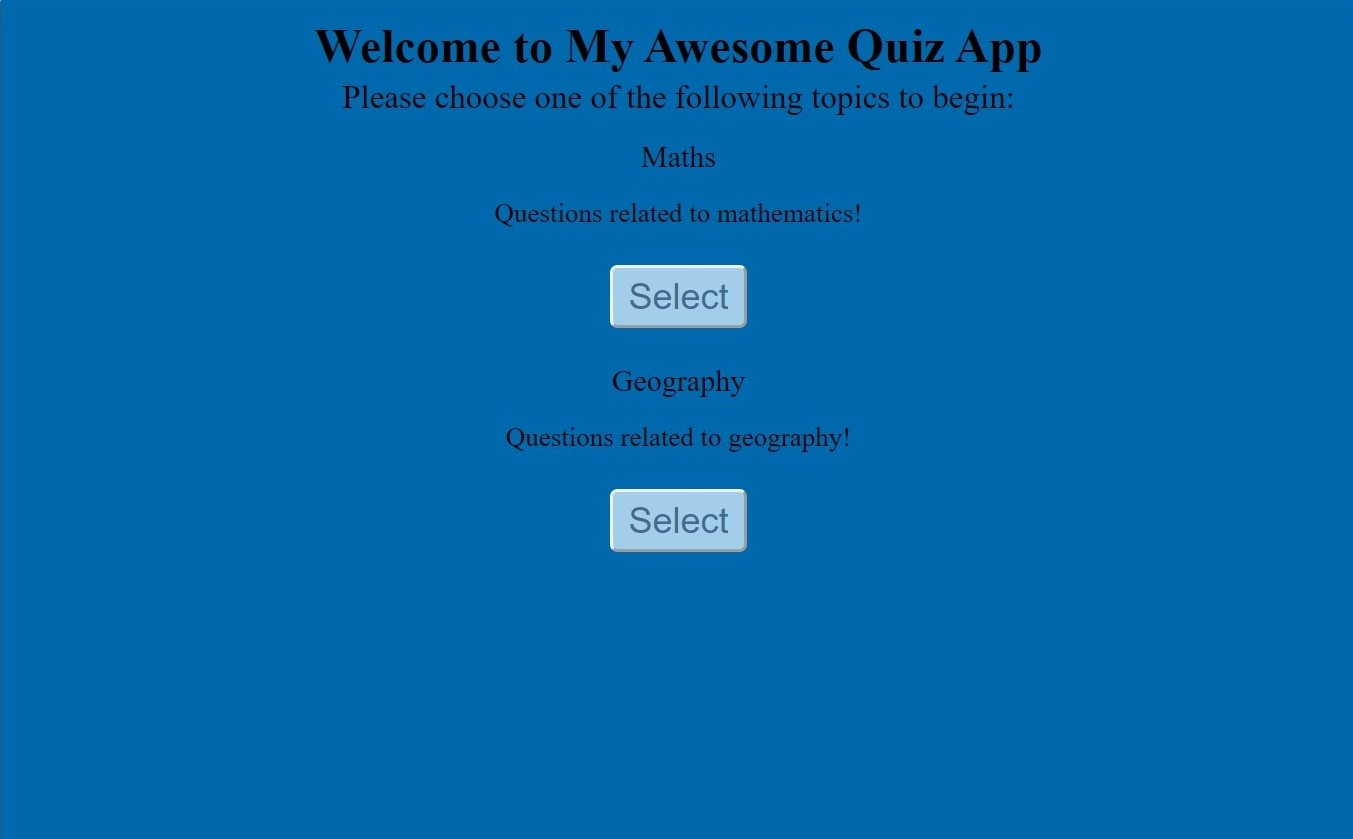 Welcome to My Awesome Quiz App
Please choose one of the following topics to begin:
Maths
Questions related to mathematics!
Select
Geography
Questions related to geography!
Select